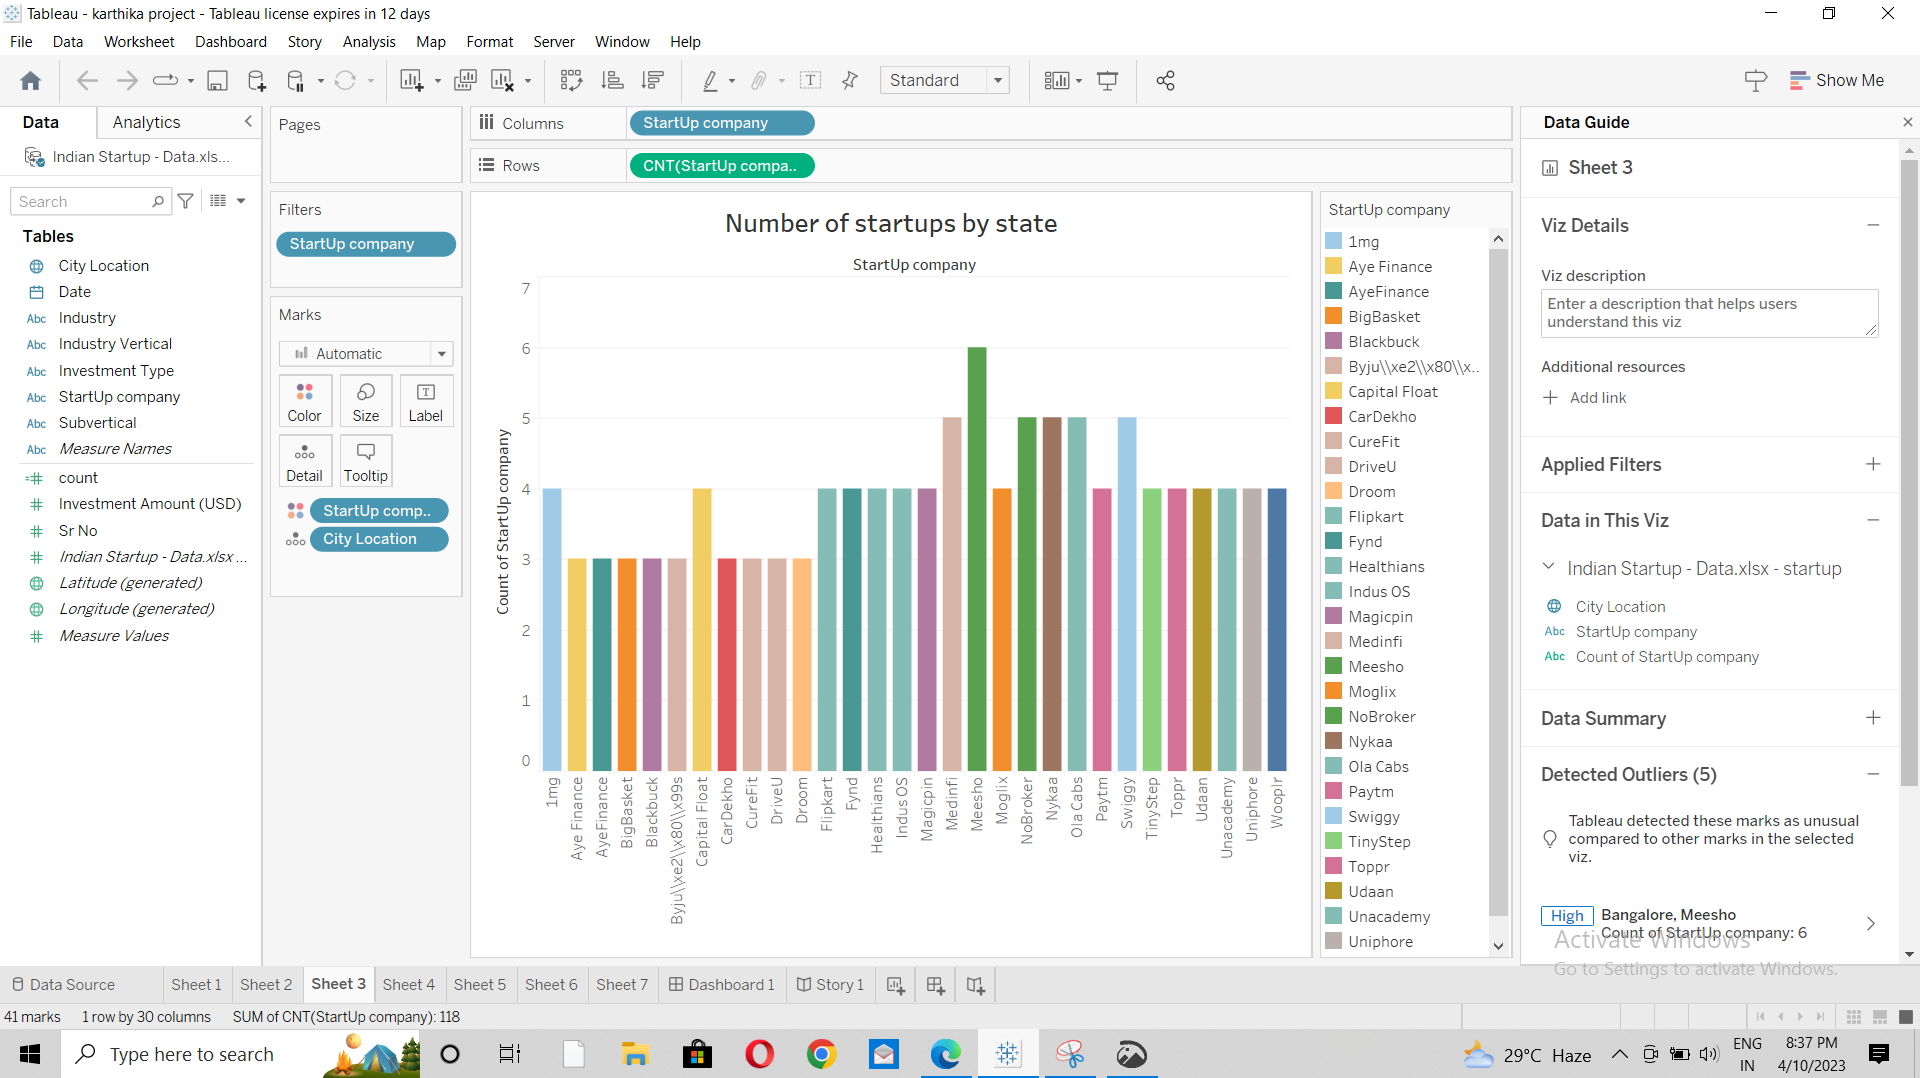 Tableau - karthika project - Tableau license expires in 12 days
File Data Worksheet Dashboard Story Analysis Map Format Server Window Help
Standard
Show Me
Data
Analytics
Indian Startup - Data.xls...
Search
Tables
City Location
Date
Abc Industry
Abc Industry Vertical
Abc Investment Type
Abc StartUp company
Abc Subvertical
Abc Measure Names
count
Investment Amount (USD)
Sr No
Indian Startup - Data.xlsx ...
Latitude (generated)
Longitude (generated)
Measure Values
Pages
Filters
StartUp company
Marks
Automatic
Color
Size
Label
Detail
Tooltip
StartUp comp..
City Location
Columns
StartUp company
Rows
CNT(StartUp compa..
Number of startups by state
StartUp company
Count of StartUp company
7
6
5
4
3
2
1
0
1mg
Aye Finance
AyeFinance
BigBasket
Blackbuck
Byju\\xe2\\x80\\x99s
Capital Float
CarDekho
CureFit
DriveU
Droom
Flipkart
Fynd
Healthians
Indus OS
Magicpin
Medinfi
Meesho
Moglix
NoBroker
Nykaa
Ola Cabs
Paytm
Swiggy
TinyStep
Toppr
Udaan
Unacademy
Uniphore
Wooplr
StartUp company
1mg
Aye Finance
AyeFinance
BigBasket
Blackbuck
Byju\\xe2\\x80\\x..
Capital Float
CarDekho
CureFit
DriveU
Droom
Flipkart
Fynd
Healthians
Indus OS
Magicpin
Medinfi
Meesho
Moglix
NoBroker
Nykaa
Ola Cabs
Paytm
Swiggy
TinyStep
Toppr
Udaan
Unacademy
Uniphore
Data Guide
Sheet 3
Viz Details
Viz description
Enter a description that helps users
understand this viz
Additional resources
Add link
Applied Filters
Data in This Viz
Indian Startup - Data.xlsx - startup
City Location
Abc StartUp company
Abc Count of StartUp company
Data Summary
Detected Outliers (5)
Tableau detected these marks as unusual
compared to other marks in the selected
viz.
High Bangalore, Meesho
Count of StartUp company: 6
Activate Windows
Go to Settings to activate Windows.
Data Source Sheet 1 Sheet 2 Sheet 3 Sheet 4 Sheet 5 Sheet 6 Sheet 7 Dashboard 1 Story 1
41 marks 1 row by 30 columns SUM of CNT(StartUp company): 118
Type here to search
29°C Haze
ENG
IN
8:37 PM
4/10/2023